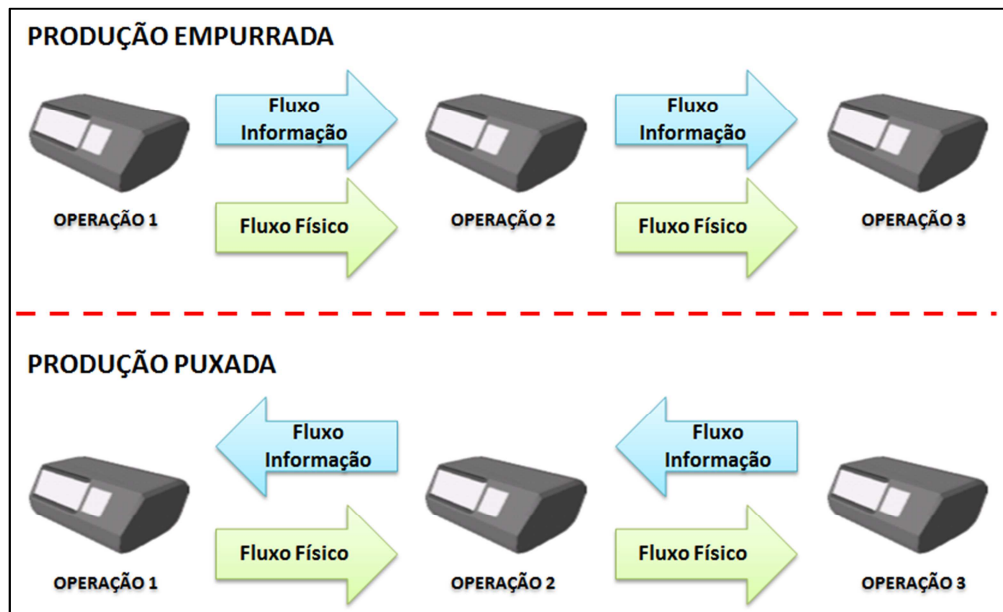 PRODUÇÃO EMPURRADA
Fluxo
Informação
Fluxo
Informação
OPERAÇÃO 1
Fluxo Físico
OPERAÇÃO 2
Fluxo Físico
OPERAÇÃO 3
PRODUÇÃO PUXADA
Fluxo
Informação
Fluxo
Informação
Fluxo Físico
Fluxo Físico
OPERAÇÃO 1
OPERAÇÃO 2
OPERAÇÃO 3